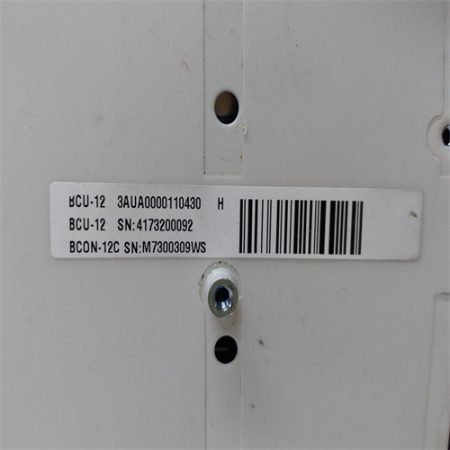 BCU-12 3AUA0000110430 H
BCU-12 SN:4173200092
BCON-12C SN:M7300309WS